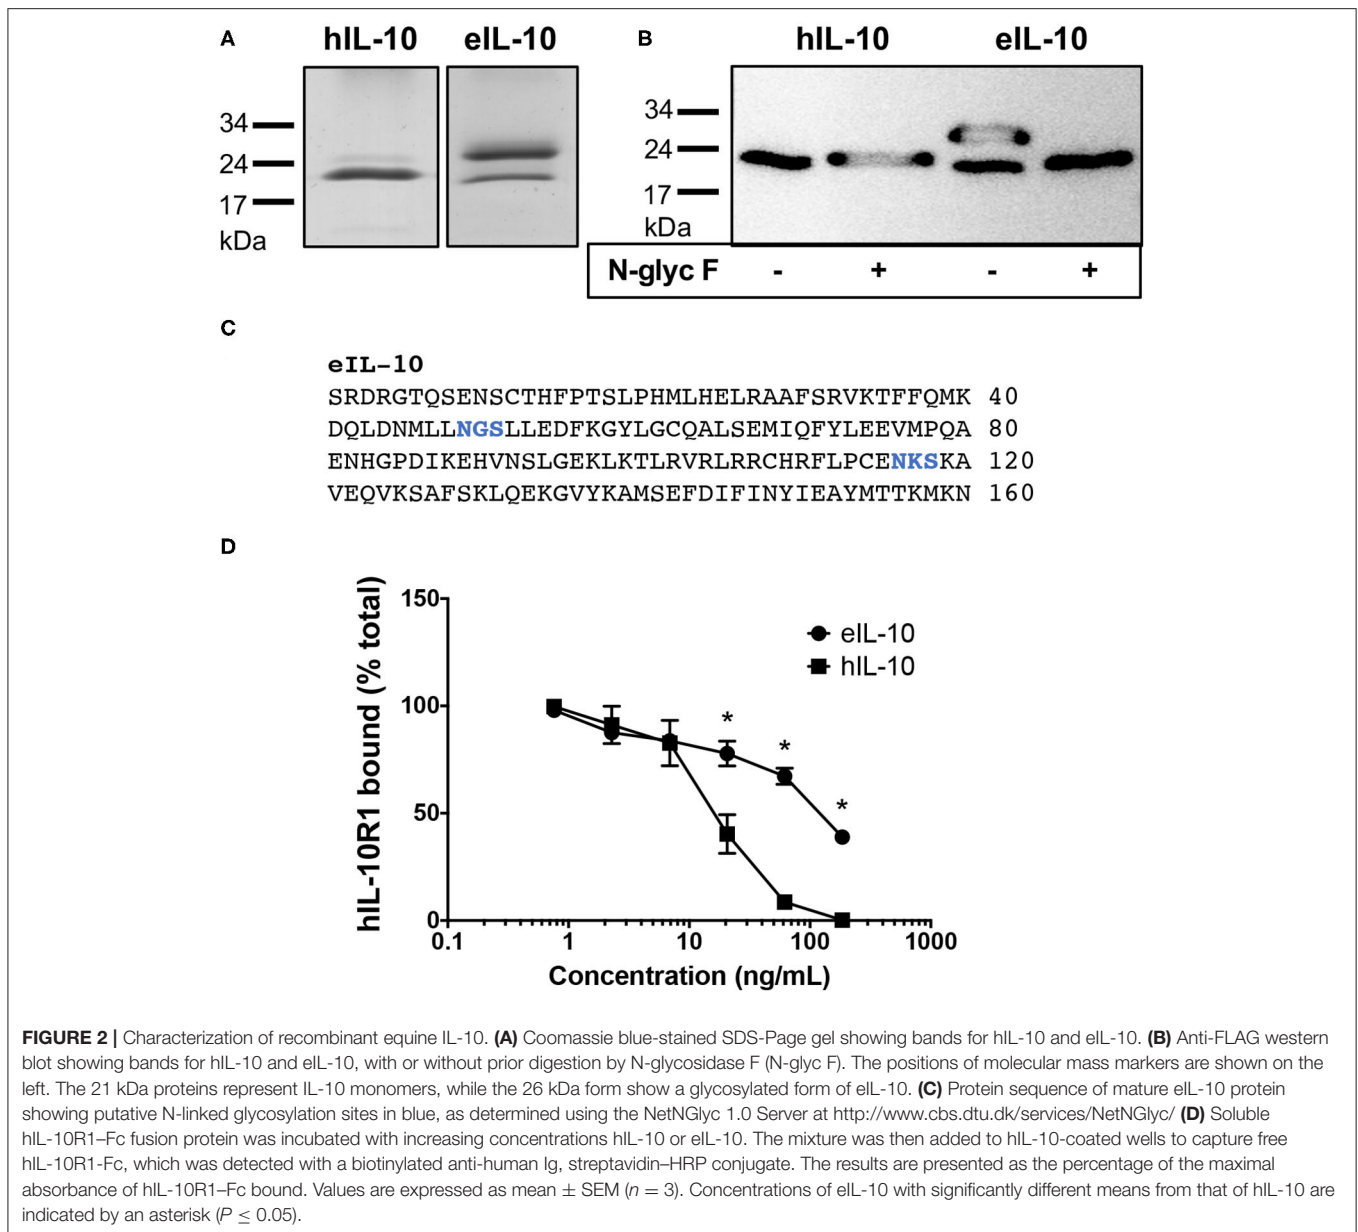 A
hIL-10 eIL-10
34
24
17
kDa
B
hIL-10 eIL-10
34
24
17
kDa
N-glyc F - + - +
C
eIL-10
SRDRGTQSENSCTHFPTSLPHMLHELRAAFSRVKTFFQMK 40
DQLDNMLLNGSLLEDFKGYLGCQALSEMIQFYLEEVMPQA 80
ENHGPDIKEHVNSLGEKLKTLRVRLRRCHRFLPCENKSKA 120
VEQVKSAFSKLQEKGVYKAMSEFDIFINYIEAYMTTKMKN 160
D
hIL-10R1 bound (% total)
150
100
50
0
eIL-10
hIL-10
* * *
0.1 1 10 100 1000
Concentration (ng/mL)
FIGURE 2 | Characterization of recombinant equine IL-10. (A) Coomassie blue-stained SDS-Page gel showing bands for hIL-10 and eIL-10. (B) Anti-FLAG western
blot showing bands for hIL-10 and eIL-10, with or without prior digestion by N-glycosidase F (N-glyc F). The positions of molecular mass markers are shown on the
left. The 21 kDa proteins represent IL-10 monomers, while the 26 kDa form show a glycosylated form of eIL-10. (C) Protein sequence of mature eIL-10 protein
showing putative N-linked glycosylation sites in blue, as determined using the NetNGlyc 1.0 Server at http://www.cbs.dtu.dk/services/NetNGlyc/ (D) Soluble
hIL-10R1–Fc fusion protein was incubated with increasing concentrations hIL-10 or eIL-10. The mixture was then added to hIL-10-coated wells to capture free
hIL-10R1-Fc, which was detected with a biotinylated anti-human Ig, streptavidin–HRP conjugate. The results are presented as the percentage of the maximal
absorbance of hIL-10R1–Fc bound. Values are expressed as mean ± SEM (n = 3). Concentrations of eIL-10 with significantly different means from that of hIL-10 are
indicated by an asterisk (P ≤ 0.05).